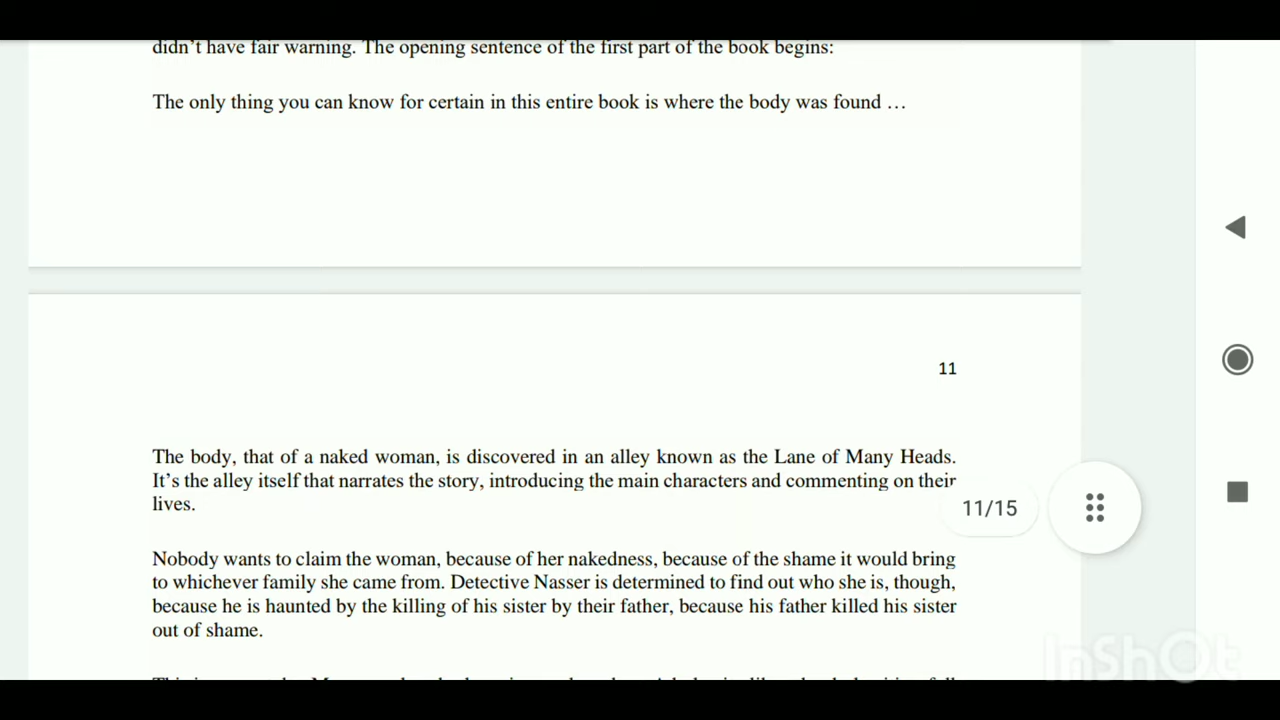 didn't have fair warning. The opening sentence of the first part of the book begins:
The only thing you can know for certain in this entire book is where the body was found …
11
The body, that of a naked woman, is discovered in an alley known as the Lane of Many Heads.
It's the alley itself that narrates the story, introducing the main characters and commenting on their
lives.
11/15
Nobody wants to claim the woman, because of her nakedness, because of the shame it would bring
to whichever family she came from. Detective Nasser is determined to find out who she is, though,
because he is haunted by the killing of his sister by their father, because his father killed his sister
out of shame.
InShOt